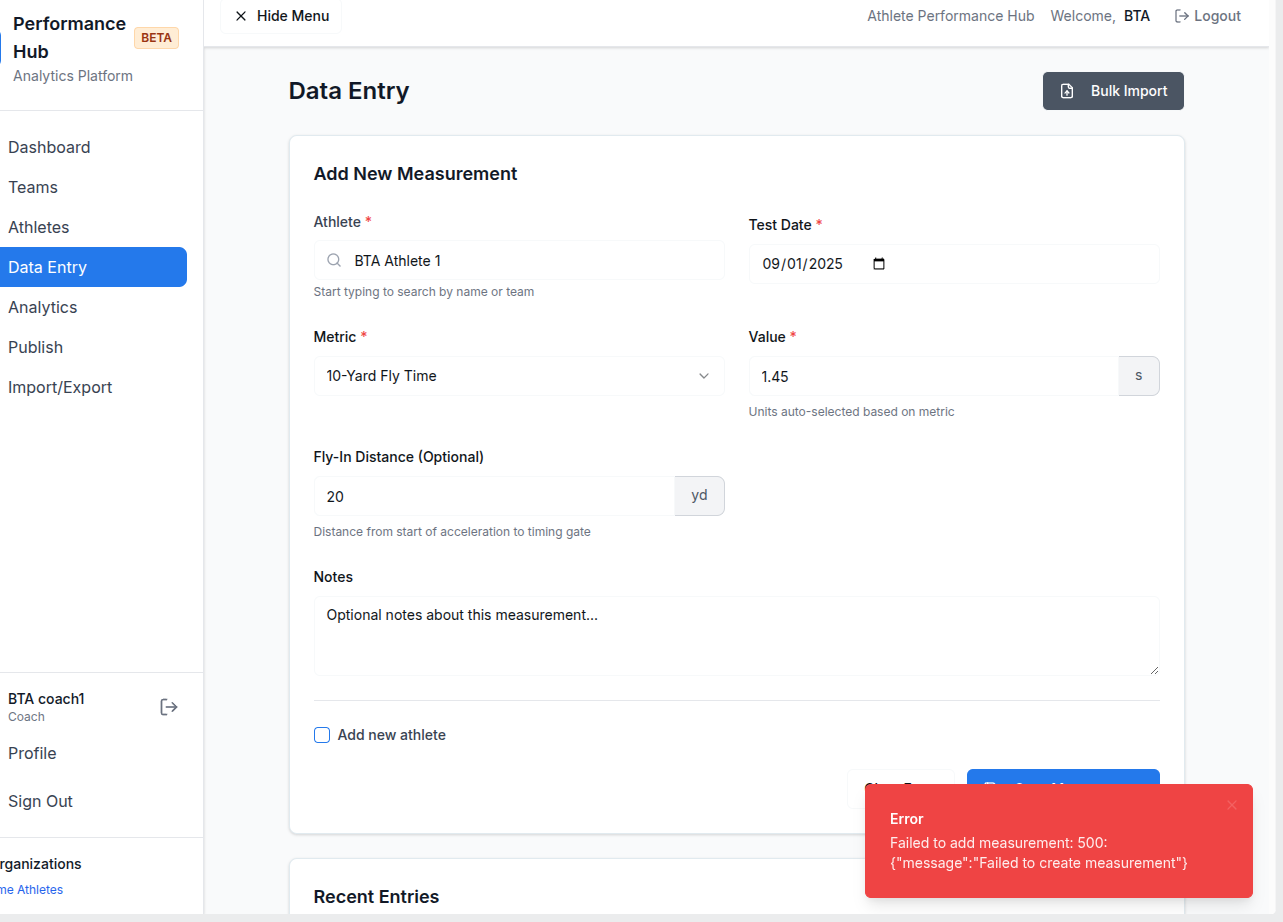 Performance
Hub
BETA
Analytics Platform
Hide Menu
Athlete Performance Hub Welcome, BTA Logout
Dashboard
Teams
Athletes
Data Entry
Analytics
Publish
Import/Export
BTA coach1
Coach
Profile
Sign Out
rganizations
me Athletes
Data Entry
Bulk Import
Add New Measurement
Athlete *
BTA Athlete 1
Start typing to search by name or team
Test Date *
09/01/2025
Metric *
10-Yard Fly Time
Value *
1.45 s
Units auto-selected based on metric
Fly-In Distance (Optional)
20 yd
Distance from start of acceleration to timing gate
Notes
Optional notes about this measurement...
Add new athlete
Error
Failed to add measurement: 500:
{"message":"Failed to create measurement"}
Recent Entries